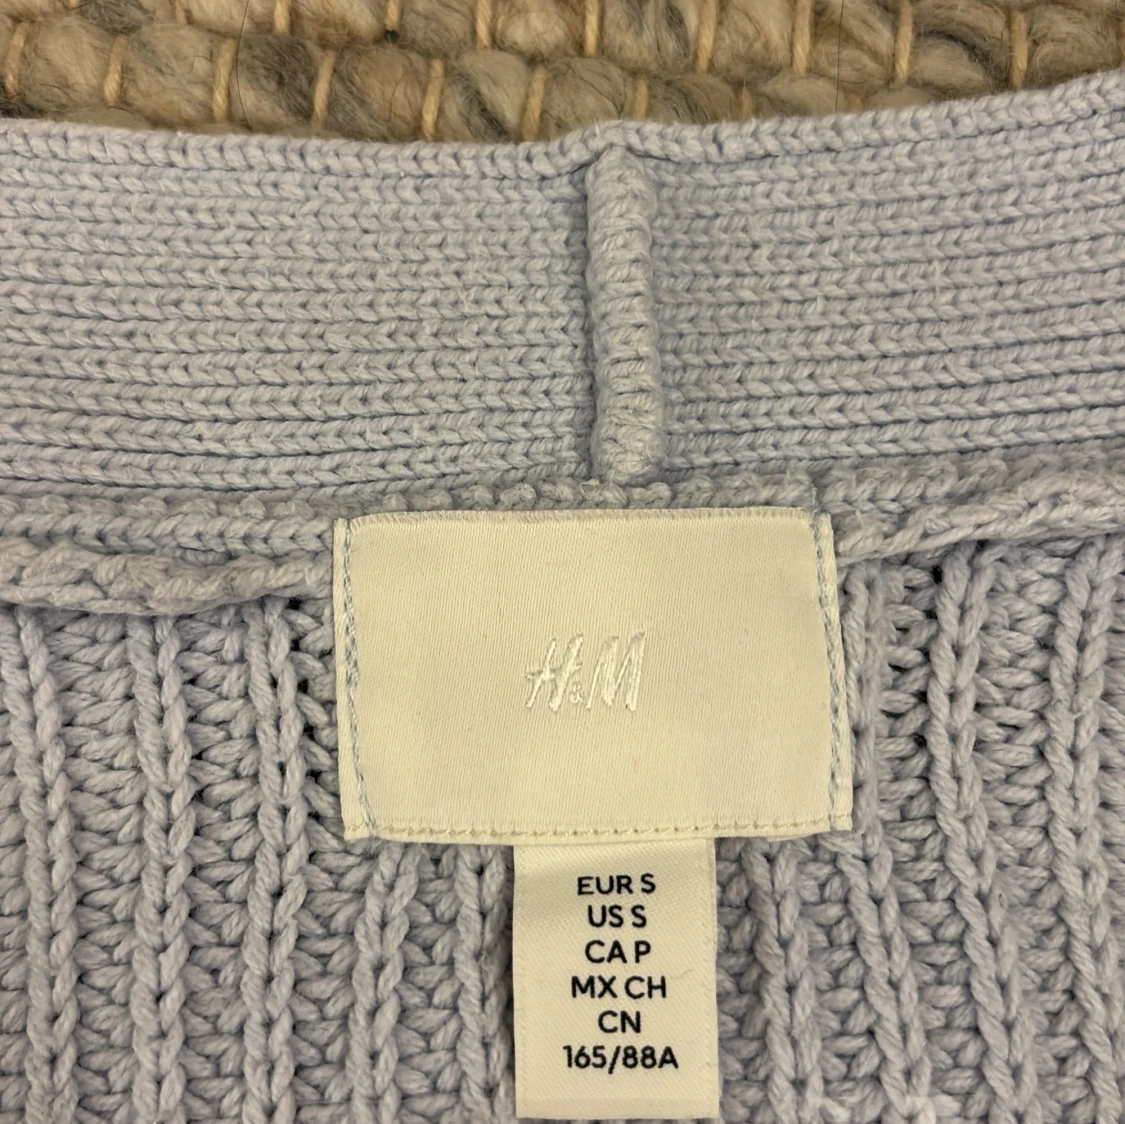 H&M
EUR S
US S
CA P
MX CH
CN
165/88A